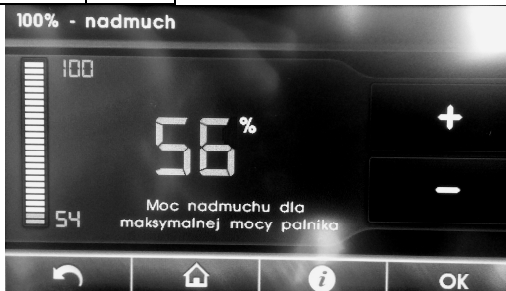 100% - nadmuch
100
56 %
54
Moc nadmuchu dla
maksymalnej mocy palnika
+
-
i
OK